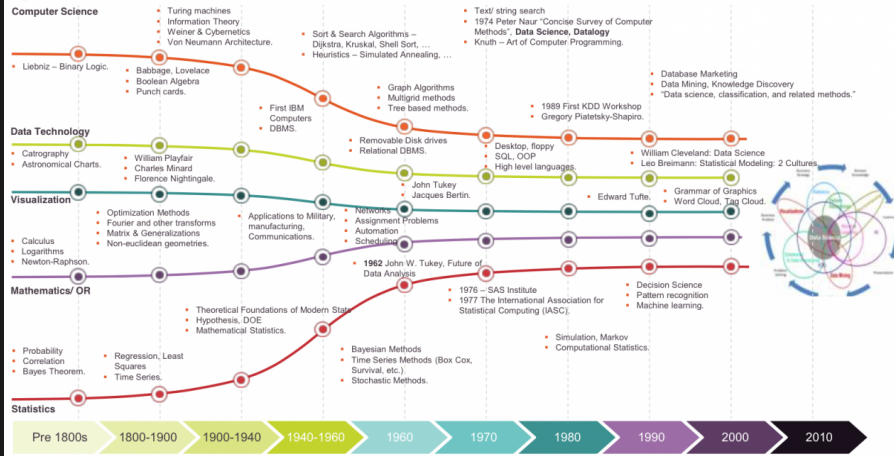 Computer Science
Turing machines
Information Theory
Weiner & Cybernetics
Von Neumann Architecture.
Text/ string search
1974 Peter Naur “Concise Survey of Computer
Methods”, Data Science, Datalogy
Knuth – Art of Computer Programming.
Sort & Search Algorithms –
Dijkstra, Kruskal, Shell Sort, …
Heuristics – Simulated Annealing, …
Liebniz – Binary Logic.
Babbage, Lovelace
Boolean Algebra
Punch cards.
Graph Algorithms
Multigrid methods
Tree based methods.
Database Marketing
Data Mining, Knowledge Discovery
“Data science, classification, and related methods.”
First IBM
Computers
DBMS.
1989 First KDD Workshop
Gregory Piatetsky-Shapiro.
Data Technology
Removable Disk drives
Relational DBMS.
Desktop, floppy
SQL, OOP
High level languages.
William Cleveland: Data Science
Leo Breimann: Statistical Modeling: 2 Cultures.
Catrography
Astronomical Charts.
William Playfair
Charles Minard
Florence Nightingale.
John Tukey
Jacques Bertin.
Edward Tufte.
Grammar of Graphics
Word Cloud, Tag Cloud.
Visualization
Optimization Methods
Fourier and other transforms
Matrix & Generalizations
Non-euclidean geometries.
Applications to Military,
manufacturing,
Communications.
Networks
Assignment Problems
Automation
Scheduling
Calculus
Logarithms
Newton-Raphson.
1962 John W. Tukey, Future of
Data Analysis
Mathematics/ OR
1976 – SAS Institute
1977 The International Association for
Statistical Computing (IASC).
Decision Science
Pattern recognition
Machine learning.
Theoretical Foundations of Modern Stats
Hypothesis, DOE
Mathematical Statistics.
Simulation, Markov
Computational Statistics.
Probability
Correlation
Bayes Theorem.
Regression, Least
Squares
Time Series.
Bayesian Methods
Time Series Methods (Box Cox,
Survival, etc.)
Stochastic Methods.
Statistics
Visualization
Data Mining
Pre 1800s
1800-1900
1900-1940
1940-1960
1960
1970
1980
1990
2000
2010